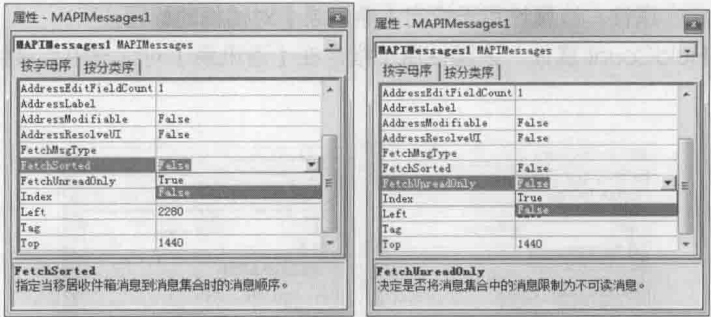 属性 - MAPIMessages1
MAPIMessages1 MAPIMessages
按字母序 按分类序
AddressEditFieldCount 1
AddressLabel
AddressModifiable False
AddressResolveUI False
FetchMsgType
FetchSorted False
FetchUnreadOnly True
Index False
Left 2280
Tag
Top 1440
FetchSorted
指定当移居收件箱消息到消息集合时的消息顺序。
属性 - MAPIMessages1
MAPIMessages1 MAPIMessages
按字母序 按分类序
AddressEditFieldCount 1
AddressLabel
AddressModifiable False
AddressResolveUI False
FetchMsgType
FetchSorted False
FetchUnreadOnly False
Index True
Left False
Tag
Top 1440
FetchUnreadOnly
决定是否将消息集合中的消息限制为不可读消息。